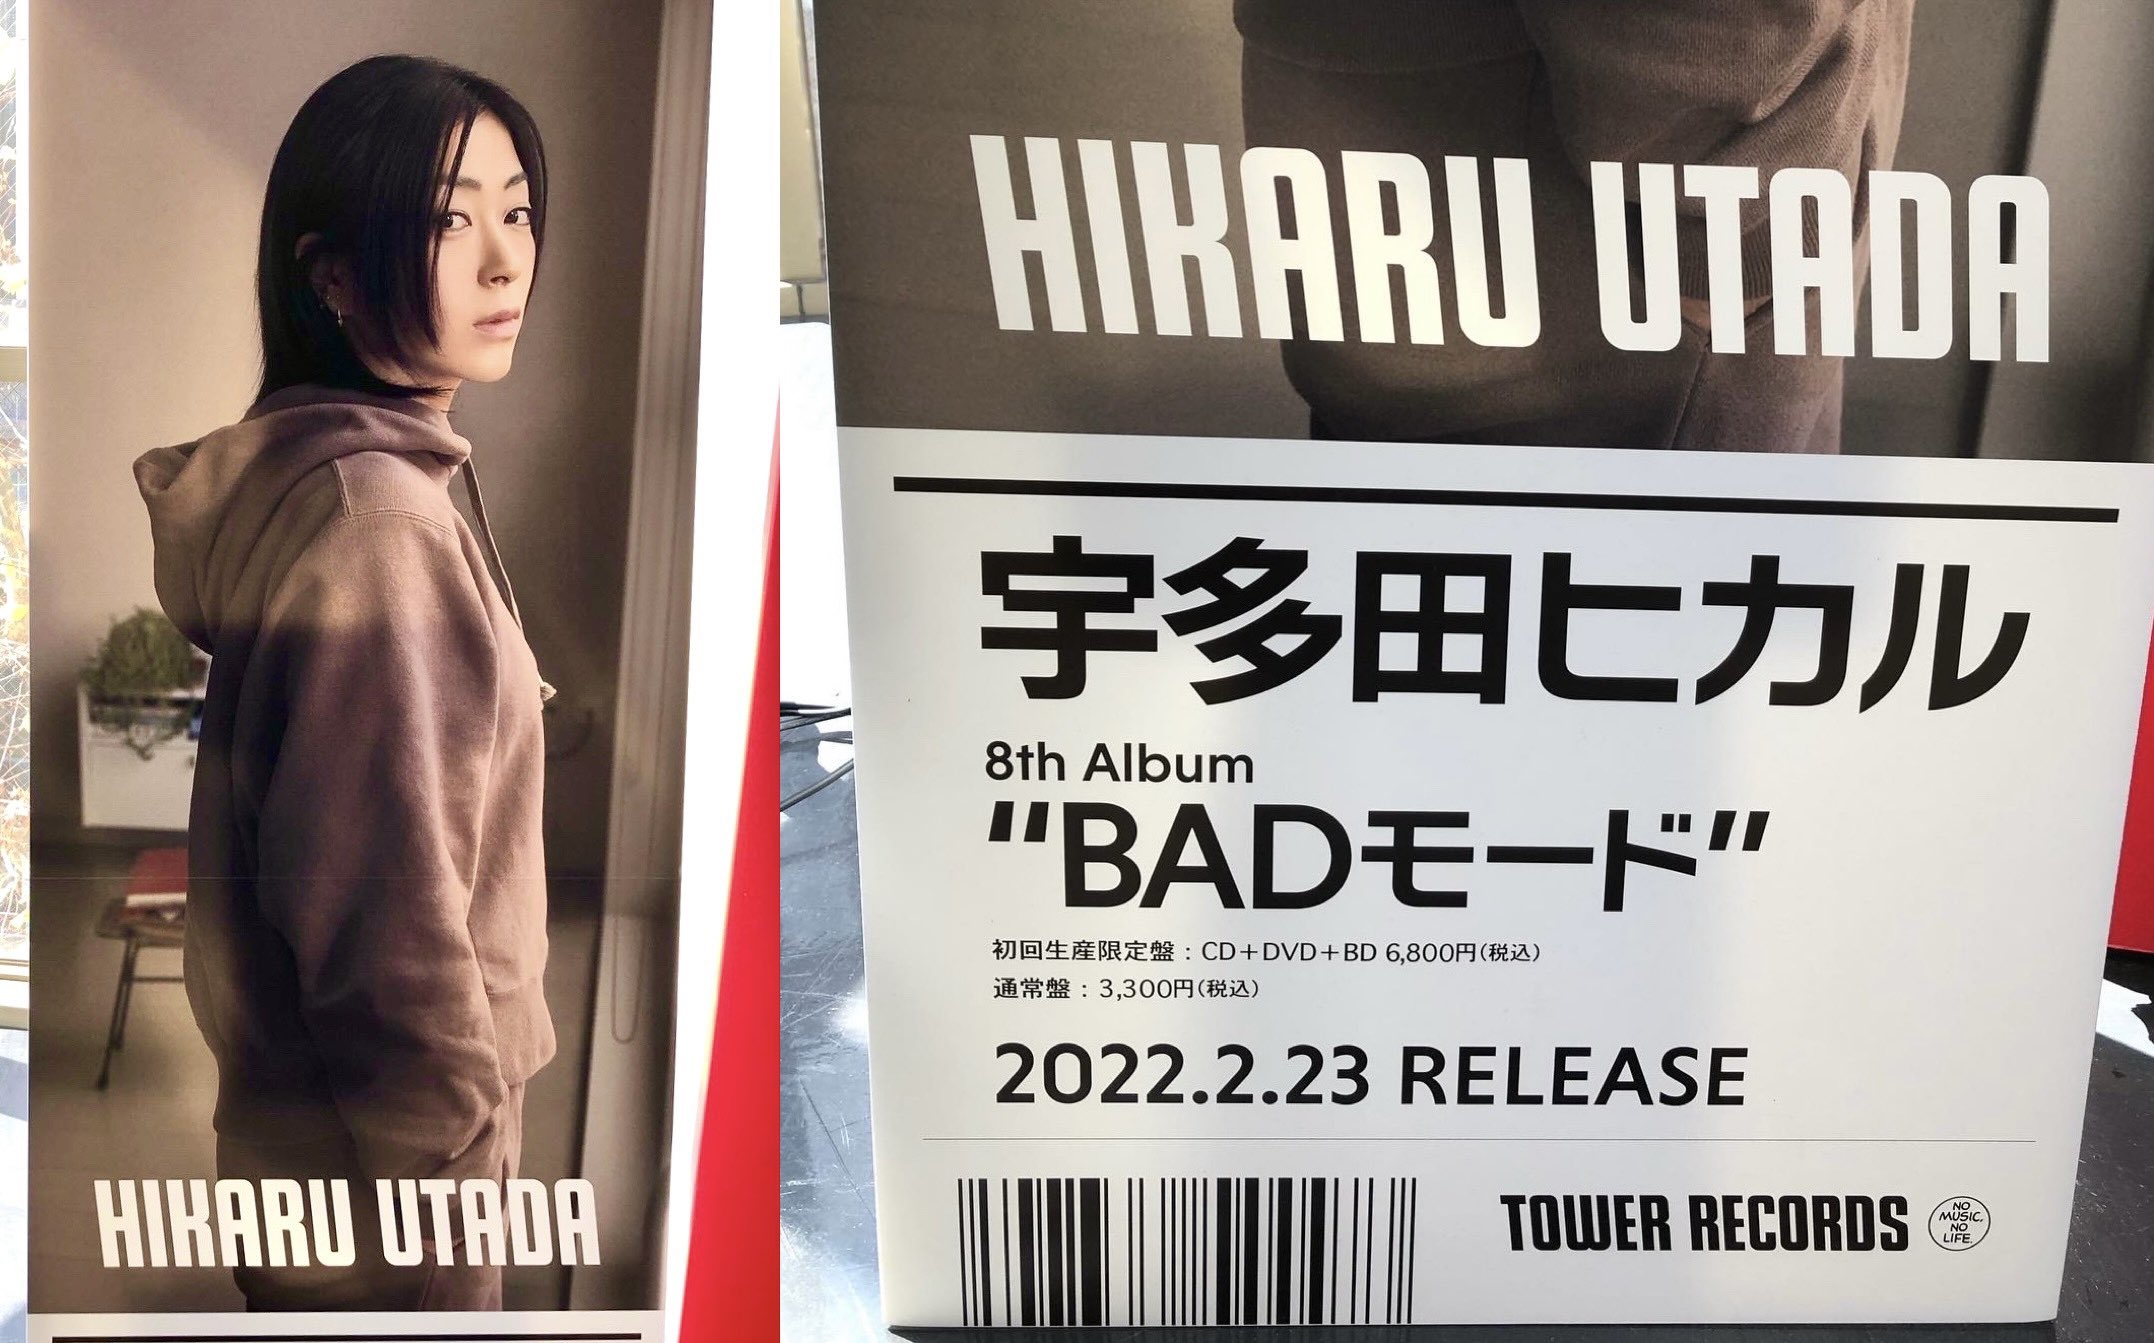 HIKARU UTADA
HIKARU UTADA
宇多田ヒカル
8th Album
"BADモード"
初回生産限定盤：CD＋DVD＋BD 6,800円(税込)
通常盤：3,300円(税込)
2022.2.23 RELEASE
TOWER RECORDS
NO
MUSIC,
NO
LIFE.